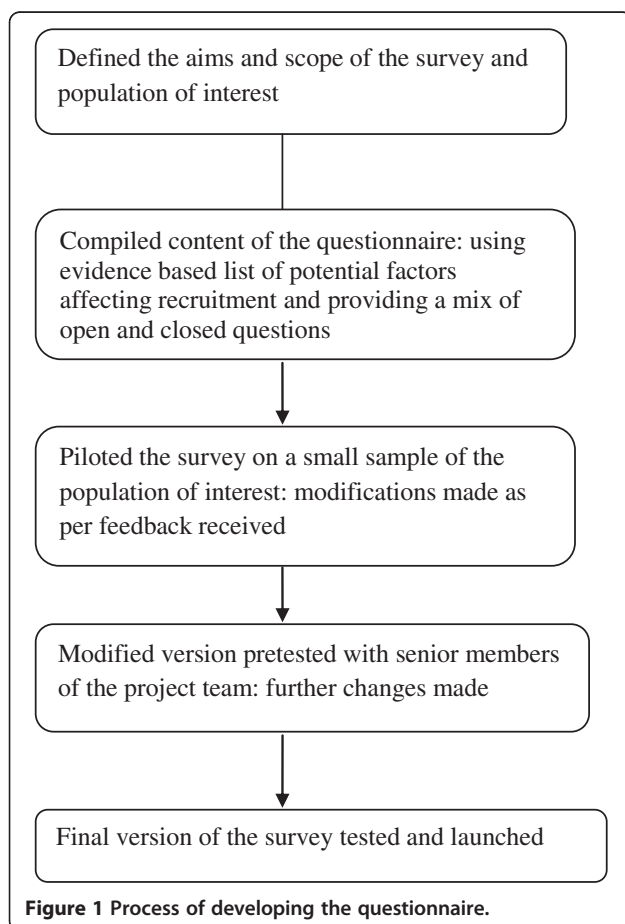 Defined the aims and scope of the survey and
population of interest
Compiled content of the questionnaire: using
evidence based list of potential factors
affecting recruitment and providing a mix of
open and closed questions
Piloted the survey on a small sample of the
population of interest: modifications made as
per feedback received
Modified version pretested with senior members
of the project team: further changes made
Final version of the survey tested and launched
Figure 1 Process of developing the questionnaire.